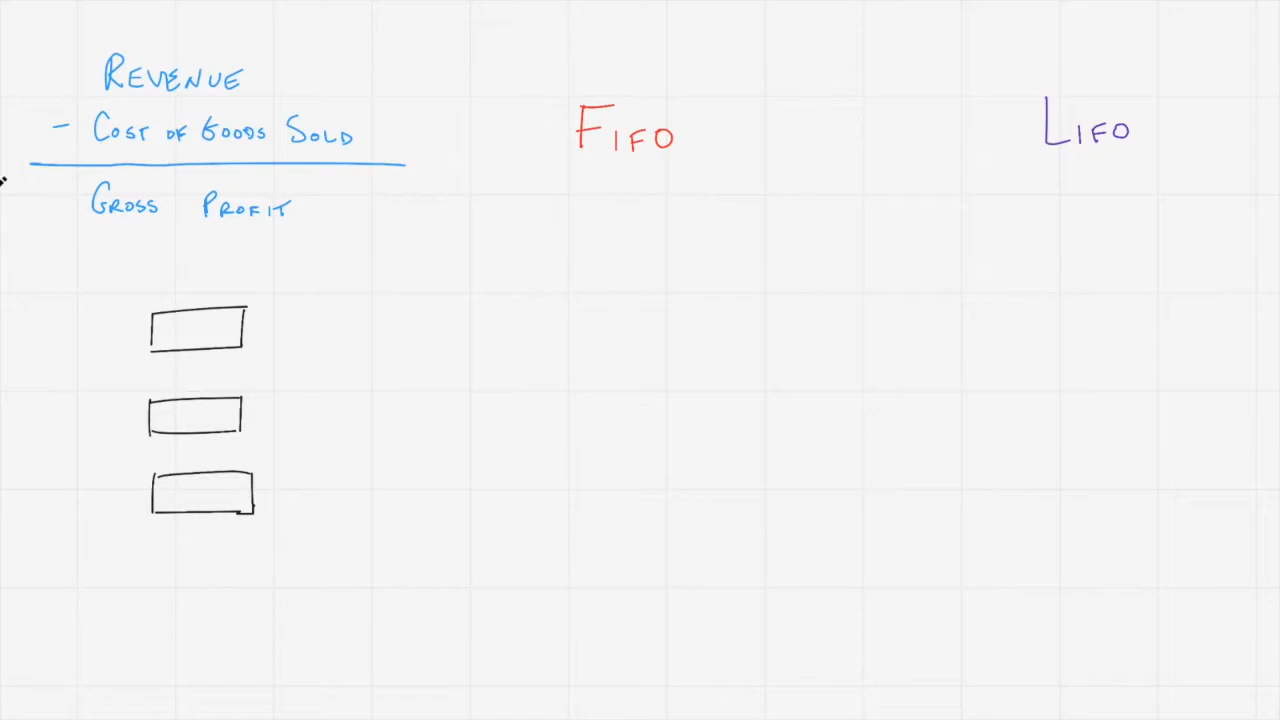 REVENUE
- COST OF GOODS SOLD
GROSS PROFIT
FIFO
LIFO